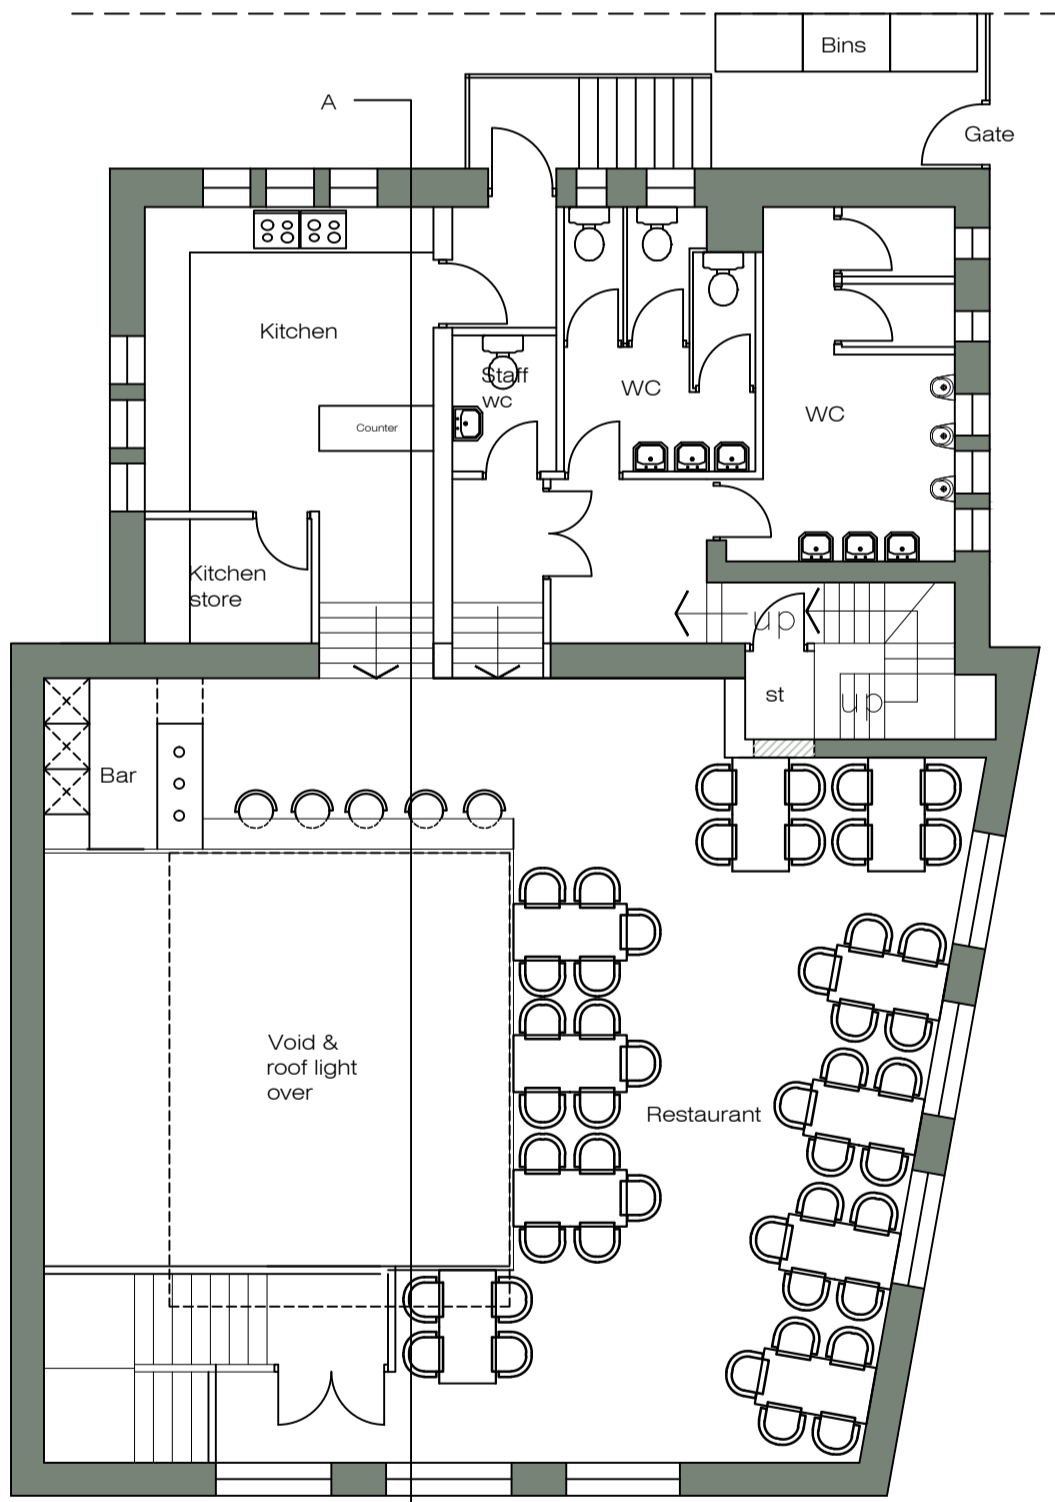 Bins
A
Gate
Kitchen
Staff
wc
WC
WC
Counter
Kitchen
store
up
st
up
Bar
Void &
roof light
over
Restaurant